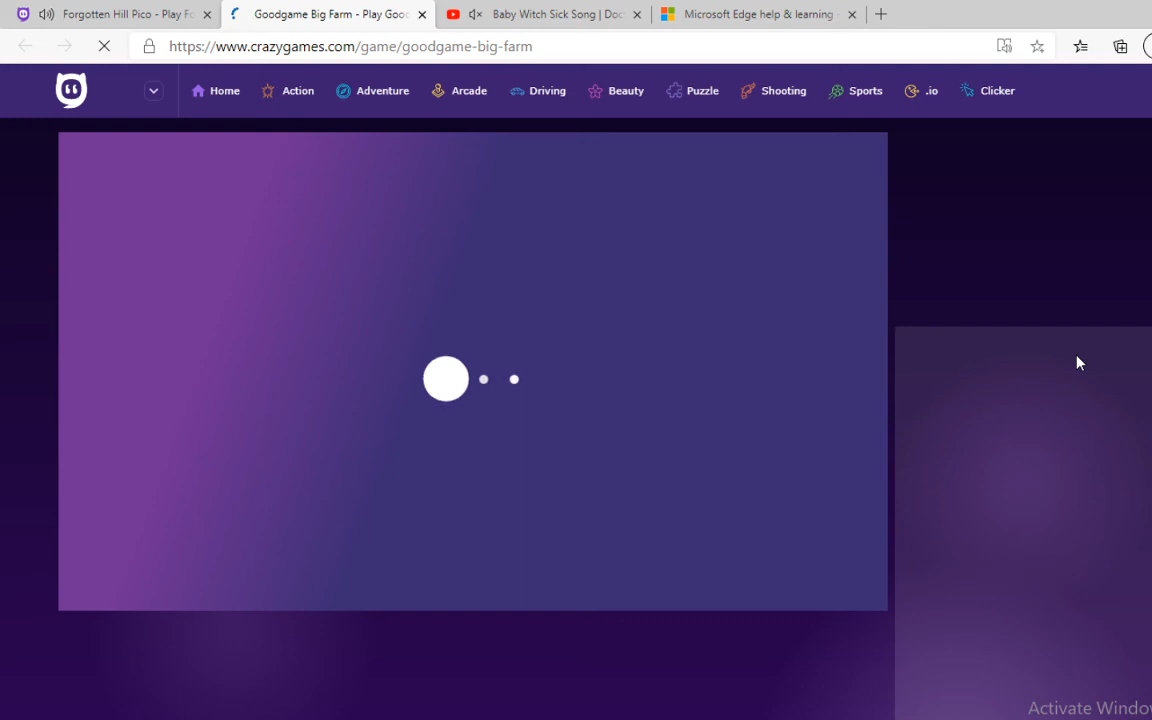 Forgotten Hill Pico - Play Fo
Goodgame Big Farm - Play Good
Baby Witch Sick Song | Doc
Microsoft Edge help & learning
https://www.crazygames.com/game/goodgame-big-farm
Home
Action
Adventure
Arcade
Driving
Beauty
Puzzle
Shooting
Sports
.io
Clicker
Activate Windo